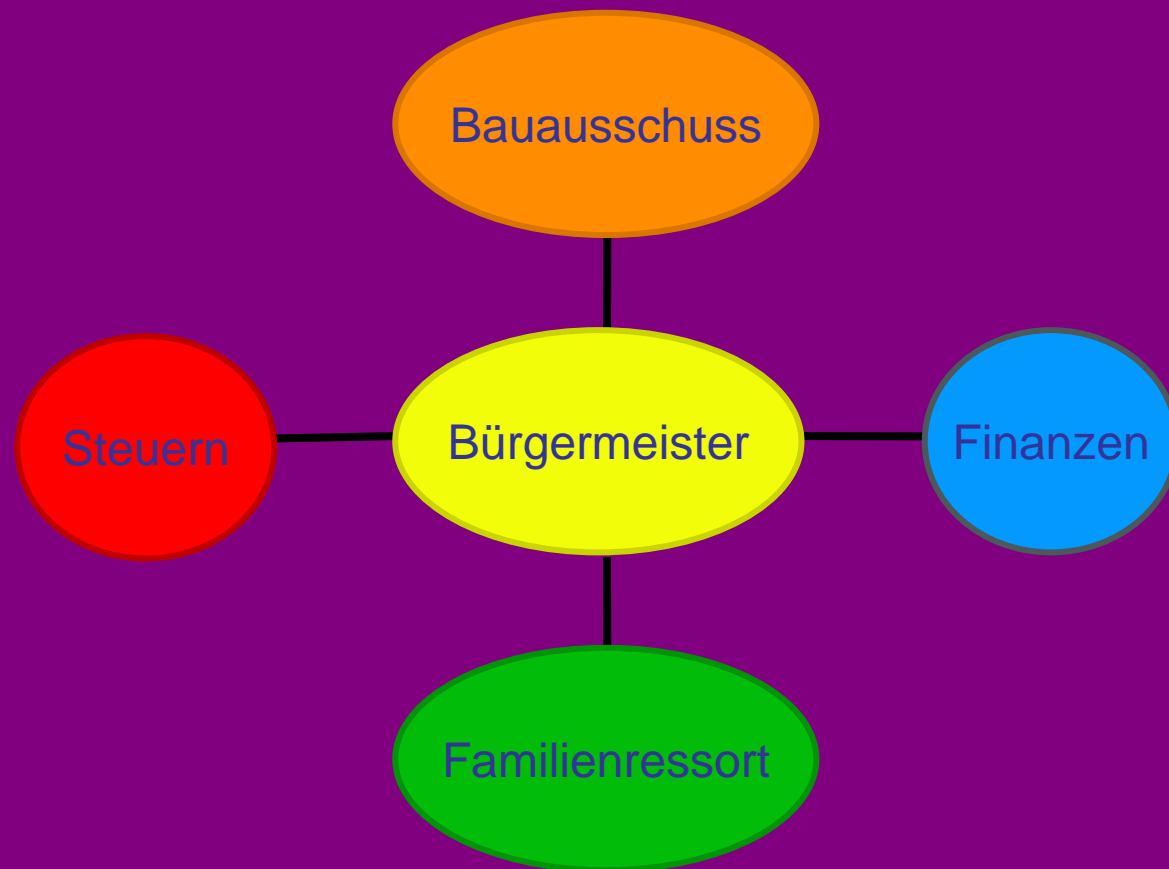 Bauausschuss
Steuern
Bürgermeister
Finanzen
Familienressort